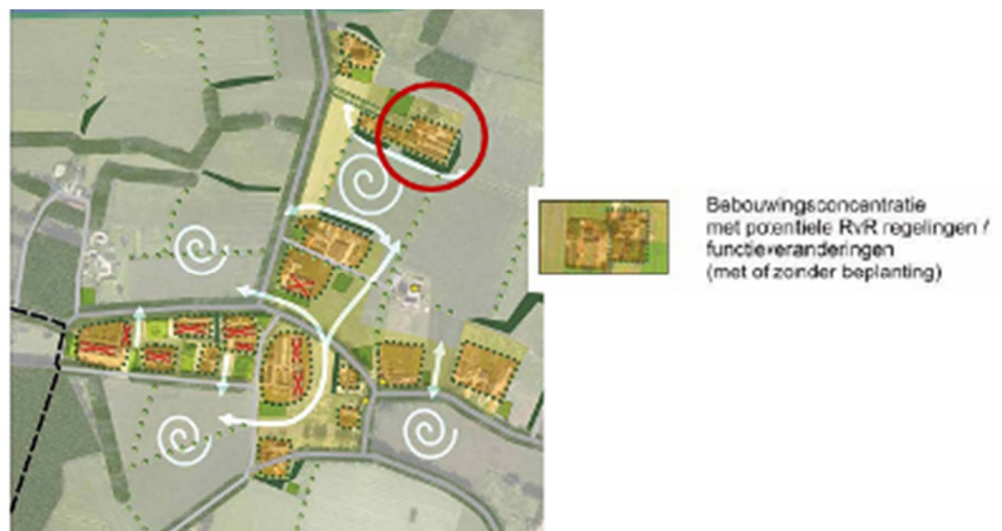 Bebouwingsconcentratie
met potentiele RvR regelingen /
functieveranderingen
(met of zonder beplanting)